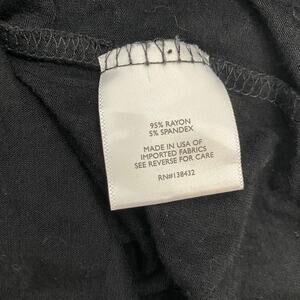 95% RAYON
5% SPANDEX
MADE IN USA OF
IMPORTED FABRICS
SEE REVERSE FOR CARE
RN#138432